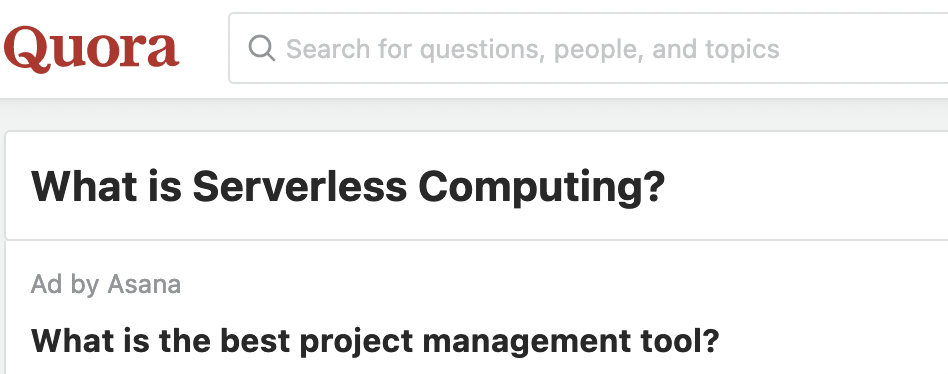 Quora
Search for questions, people, and topics
What is Serverless Computing?
Ad by Asana
What is the best project management tool?